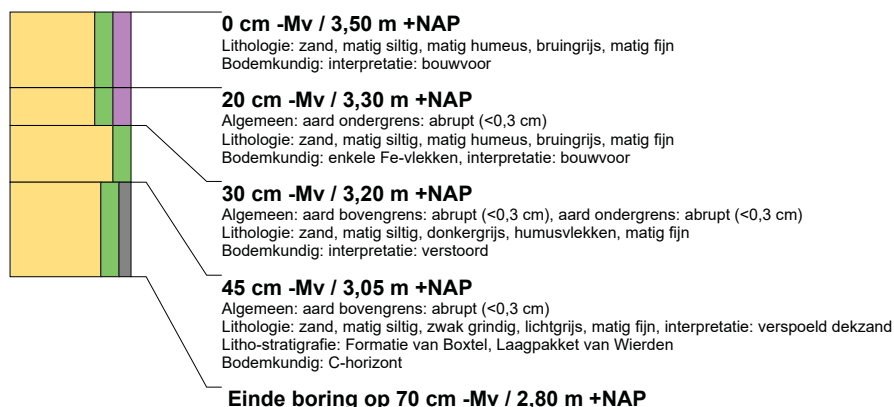 0 cm -Mv / 3,50 m +NAP
Lithologie: zand, matig siltig, matig humeus, bruingrijs, matig fijn
Bodemkundig: interpretatie: bouwvoor
20 cm -Mv / 3,30 m +NAP
Algemeen: aard ondergrens: abrupt (<0,3 cm)
Lithologie: zand, matig siltig, matig humeus, bruingrijs, matig fijn
Bodemkundig: enkele Fe-vlekken, interpretatie: bouwvoor
30 cm -Mv / 3,20 m +NAP
Algemeen: aard bovengrens: abrupt (<0,3 cm), aard ondergrens: abrupt (<0,3 cm)
Lithologie: zand, matig siltig, donkergrijs, humusvlekken, matig fijn
Bodemkundig: interpretatie: verstoord
45 cm -Mv / 3,05 m +NAP
Algemeen: aard bovengrens: abrupt (<0,3 cm)
Lithologie: zand, matig siltig, zwak grindig, lichtgrijs, matig fijn, interpretatie: verspoeld dekzand
Litho-stratigrafie: Formatie van Boxtel, Laagpakket van Wierden
Bodemkundig: C-horizont
Einde boring op 70 cm -Mv / 2,80 m +NAP